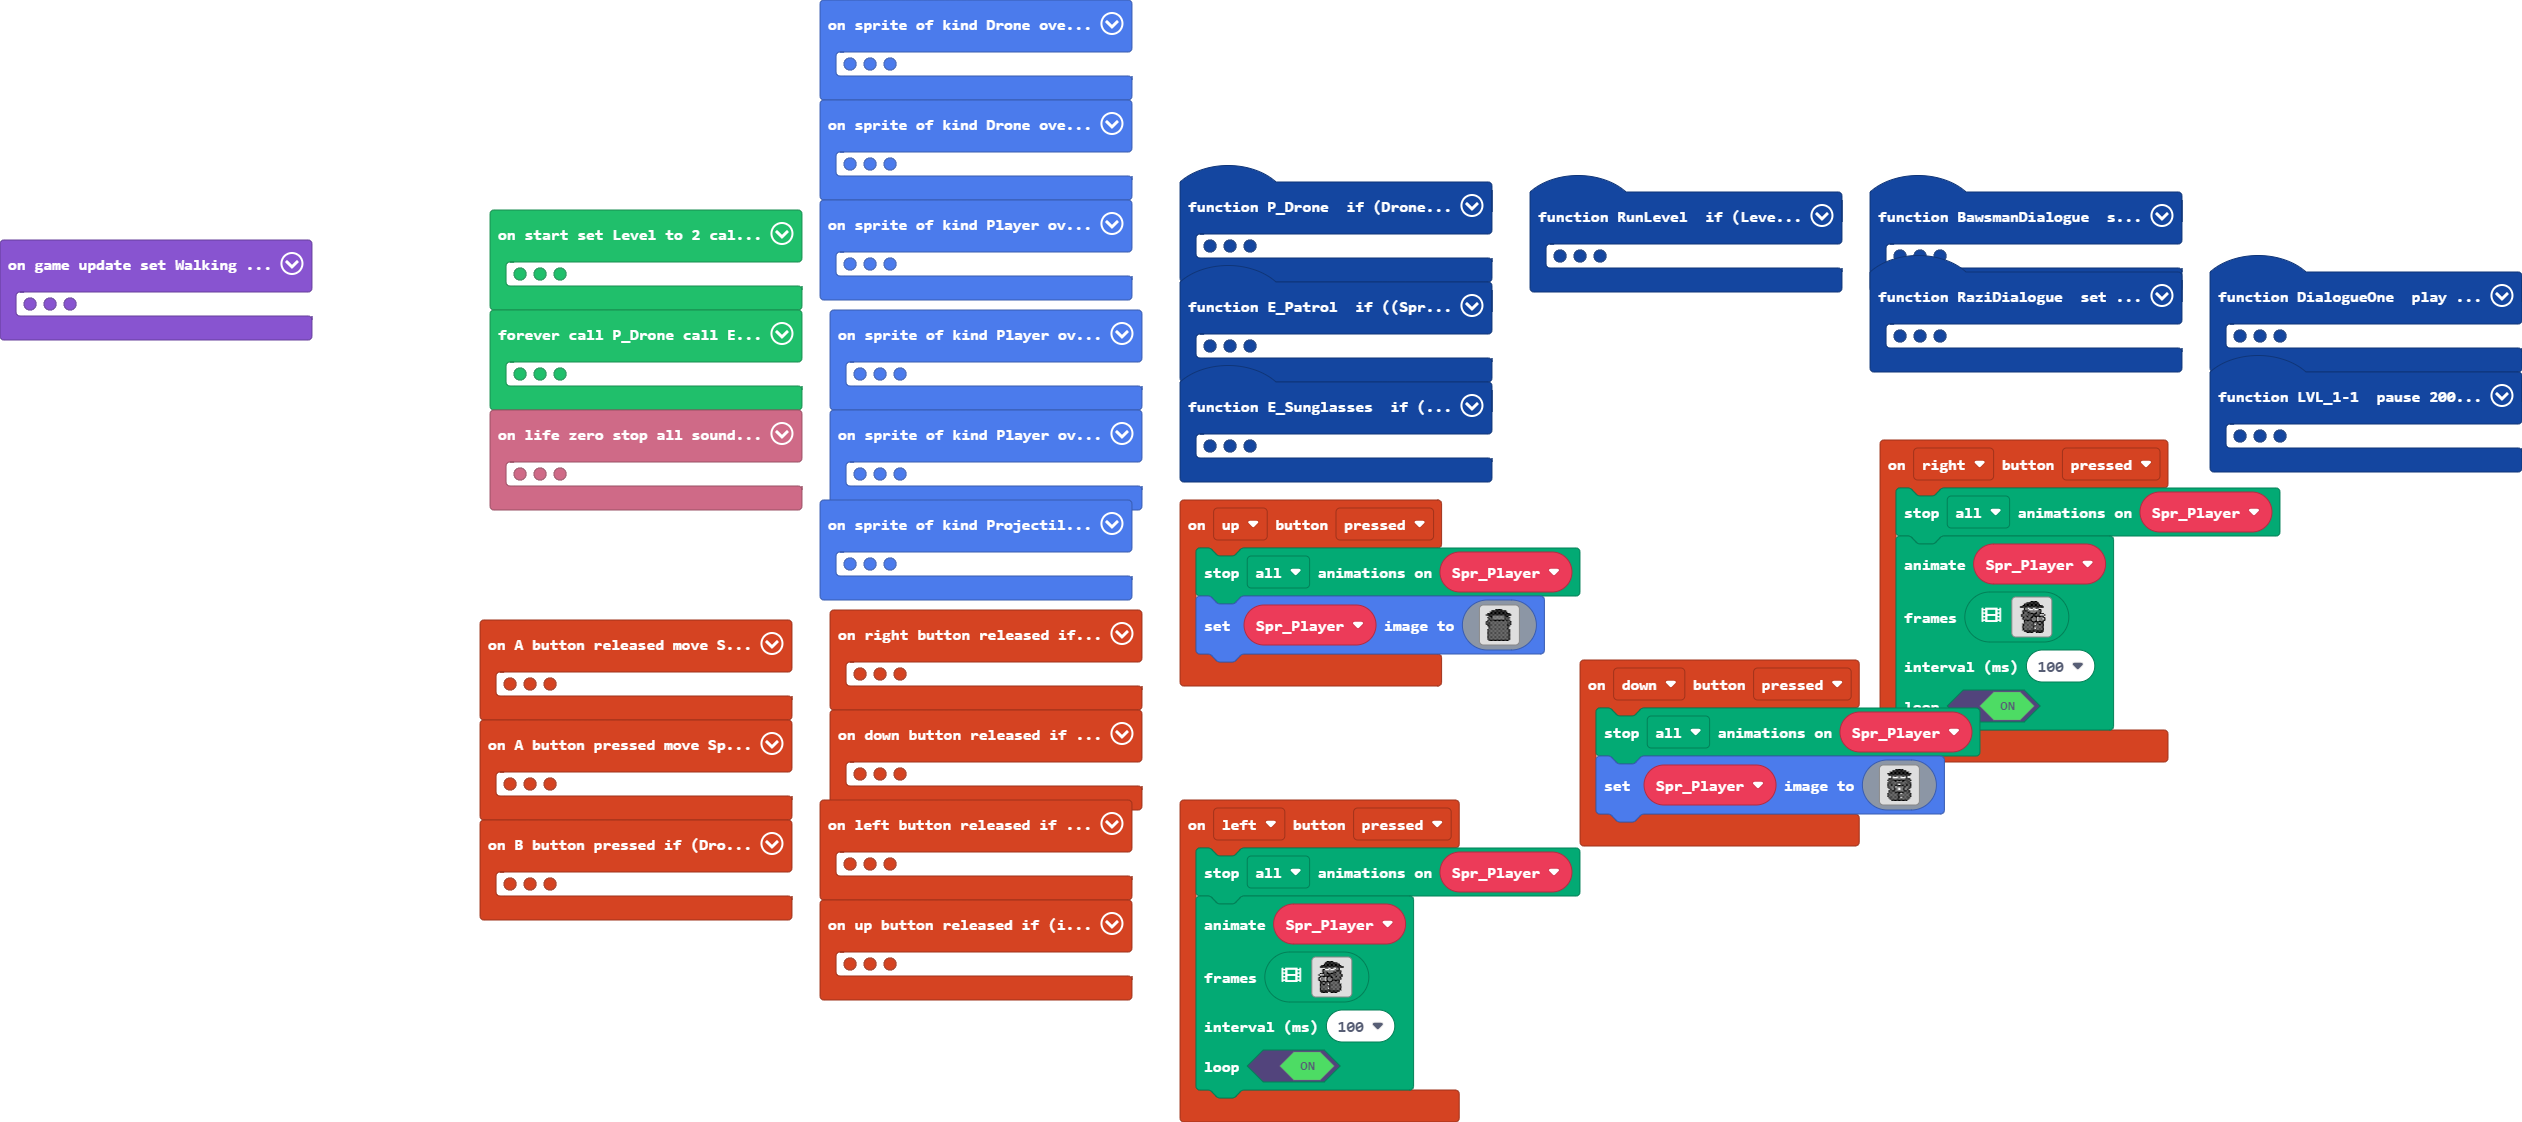 on game update set Walking ...
on start set Level to 2 cal...
forever call P_Drone call E...
on life zero stop all sound...
on A button released move S...
on A button pressed move Sp...
on B button pressed if (Dro...
on sprite of kind Drone ove...
on sprite of kind Drone ove...
on sprite of kind Player ov...
on sprite of kind Player ov...
on sprite of kind Player ov...
on sprite of kind Projectil...
on right button released if...
on down button released if ...
on left button released if ...
on up button released if (i...
function P_Drone if (Drone...
function E_Patrol if ((Spr...
function E_Sunglasses if (...
on up button pressed
stop all animations on Spr_Player
set Spr_Player image to
on left button pressed
stop all animations on Spr_Player
animate Spr_Player
frames
interval (ms) 100
loop ON
function RunLevel if (Leve...
on down button pressed
stop all animations on Spr_Player
set Spr_Player image to
function BawsmanDialogue s...
function RaziDialogue set ...
on right button pressed
stop all animations on Spr_Player
animate Spr_Player
frames
interval (ms) 100
loop ON
function DialogueOne play ...
function LVL_1-1 pause 200...